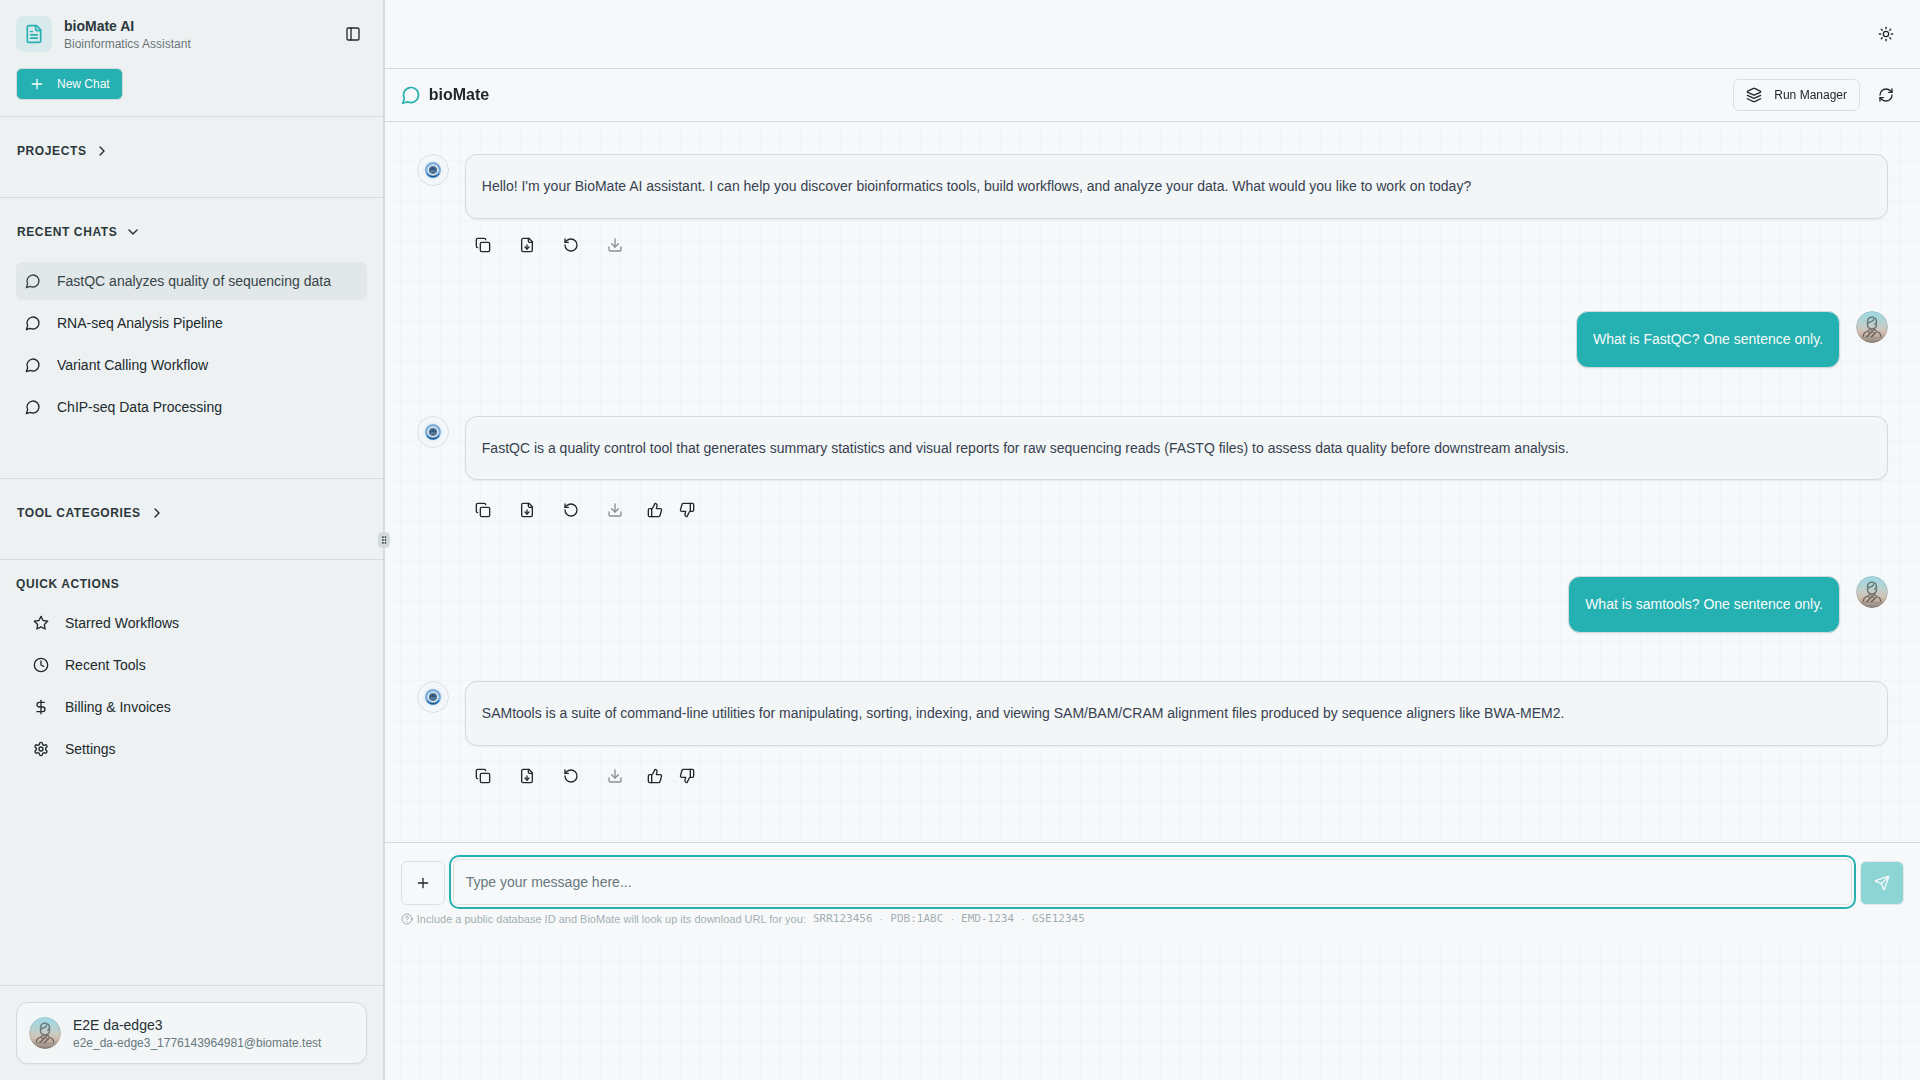 bioMate AI
Bioinformatics Assistant
New Chat
PROJECTS
RECENT CHATS
FastQC analyzes quality of sequencing data
RNA-seq Analysis Pipeline
Variant Calling Workflow
ChIP-seq Data Processing
TOOL CATEGORIES
QUICK ACTIONS
Starred Workflows
Recent Tools
Billing & Invoices
Settings
E2E da-edge3
e2e_da-edge3_1776143964981@biomate.test
bioMate
Run Manager
Hello! I'm your BioMate AI assistant. I can help you discover bioinformatics tools, build workflows, and analyze your data. What would you like to work on today?
What is FastQC? One sentence only.
FastQC is a quality control tool that generates summary statistics and visual reports for raw sequencing reads (FASTQ files) to assess data quality before downstream analysis.
What is samtools? One sentence only.
SAMtools is a suite of command-line utilities for manipulating, sorting, indexing, and viewing SAM/BAM/CRAM alignment files produced by sequence aligners like BWA-MEM2.
Type your message here...
Include a public database ID and BioMate will look up its download URL for you: SRR123456 · PDB:1ABC · EMD-1234 · GSE12345